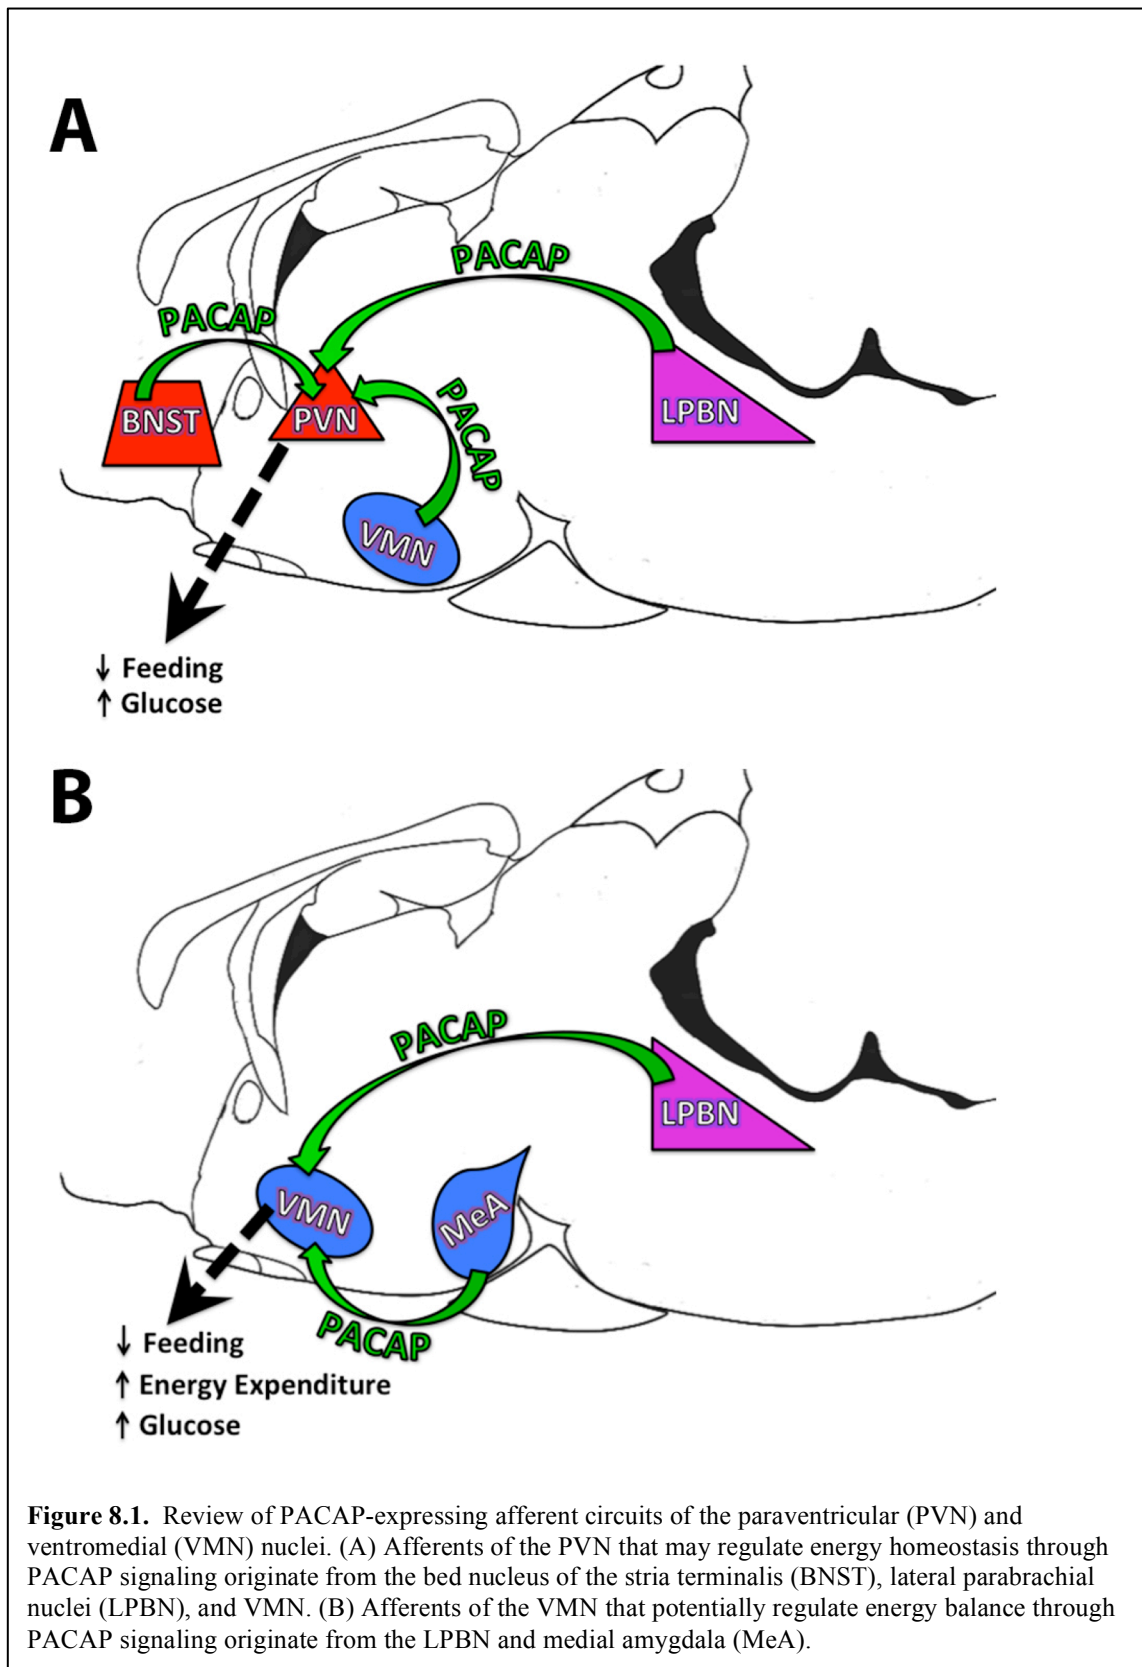 A
PACAP
PACAP
BNST
PVN
PACAP
LPBN
VMN
↓ Feeding
↑ Glucose
B
PACAP
LPBN
VMN
MeA
PACAP
↓ Feeding
↑ Energy Expenditure
↑ Glucose
Figure 8.1. Review of PACAP-expressing afferent circuits of the paraventricular (PVN) and
ventromedial (VMN) nuclei. (A) Afferents of the PVN that may regulate energy homeostasis through
PACAP signaling originate from the bed nucleus of the stria terminalis (BNST), lateral parabrachial
nuclei (LPBN), and VMN. (B) Afferents of the VMN that potentially regulate energy balance through
PACAP signaling originate from the LPBN and medial amygdala (MeA).